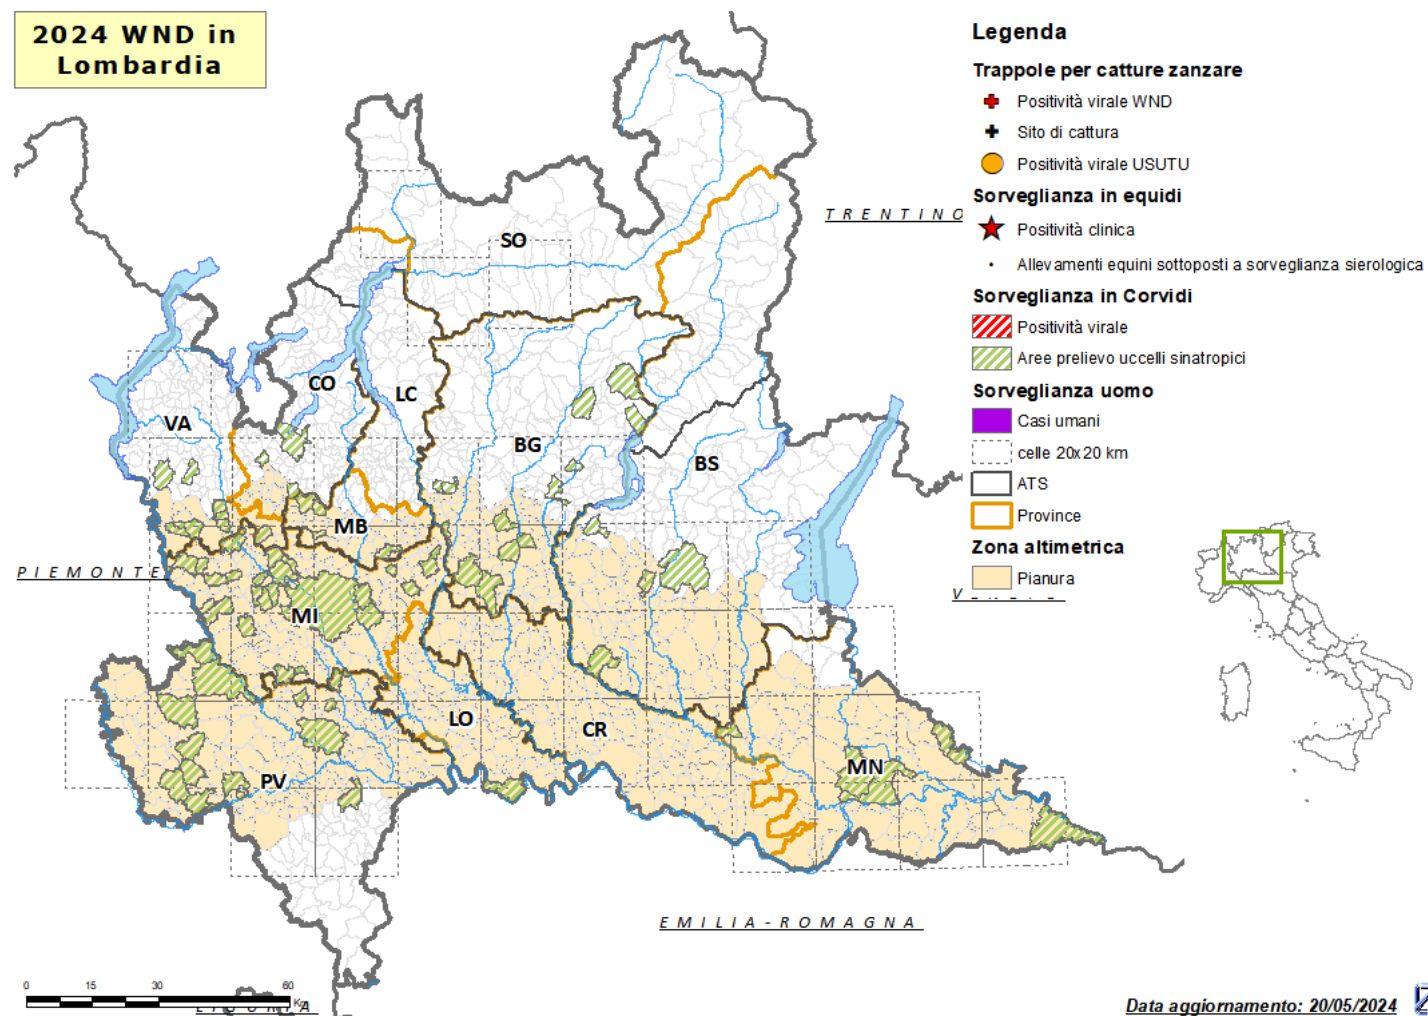 2024 WND in
Lombardia
Legenda
Trappole per catture zanzare
Positività virale WND
Sito di cattura
Positività virale USUTU
Sorveglianza in equidi
Positività clinica
Allevamenti equini sottoposti a sorveglianza sierologica
Sorveglianza in Corvidi
Positività virale
Aree prelievo uccelli sinatropici
Sorveglianza uomo
Casi umani
celle 20x20 km
ATS
Province
Zona altimetrica
Pianura
TRENTINO
SO
CO
LC
VA
BG
BS
MB
PIEMONTE
MI
LO
CR
PV
MN
EMILIA-ROMAGNA
0 15 30 60
Km
Data aggiornamento: 20/05/2024